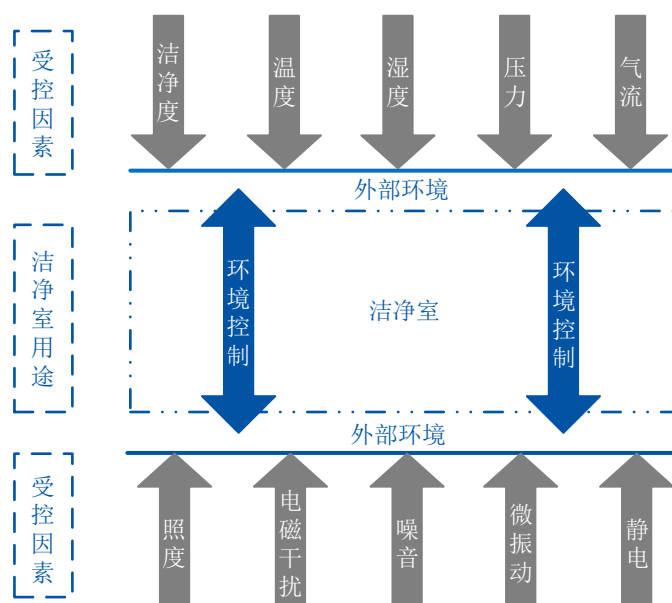 受控因素
洁净度
温度
湿度
压力
气流
外部环境
洁净室用途
环境控制
洁净室
环境控制
外部环境
受控因素
照度
电磁干扰
噪音
微振动
静电